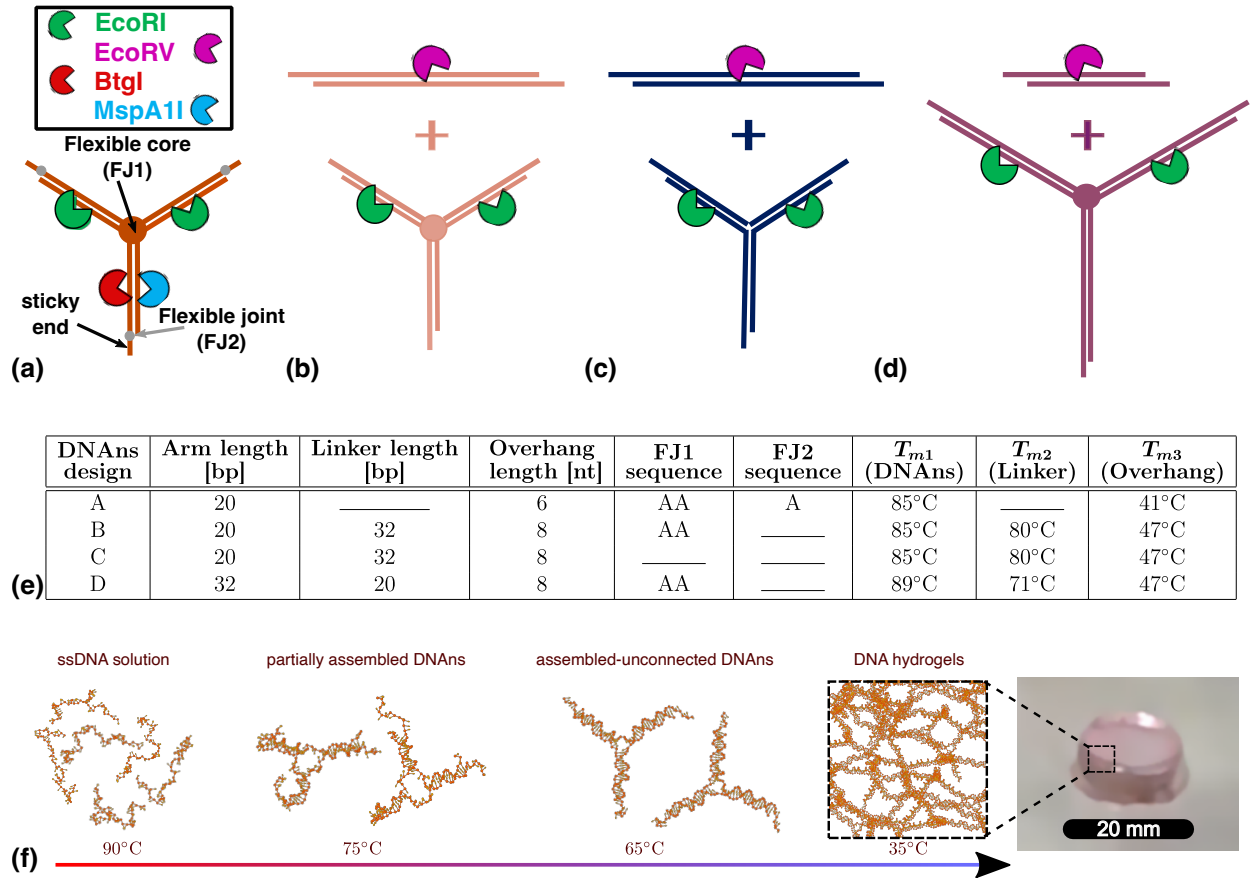 EcoRI
EcoRV
BtgI
MspA1I
Flexible core
(FJ1)
sticky
end
Flexible joint
(FJ2)
(a)
(b)
(c)
(d)
DNAns design | Arm length [bp] | Linker length [bp] | Overhang length [nt] | FJ1 sequence | FJ2 sequence | Tm1 (DNAns) | Tm2 (Linker) | Tm3 (Overhang)
A 20 ——— 6 AA A 85°C ——— 41°C
B 20 32 8 AA ——— 85°C 80°C 47°C
C 20 32 8 ——— ——— 85°C 80°C 47°C
D 32 20 8 AA ——— 89°C 71°C 47°C
(e)
ssDNA solution
partially assembled DNAns
assembled-unconnected DNAns
DNA hydrogels
20 mm
90°C
75°C
65°C
35°C
(f)